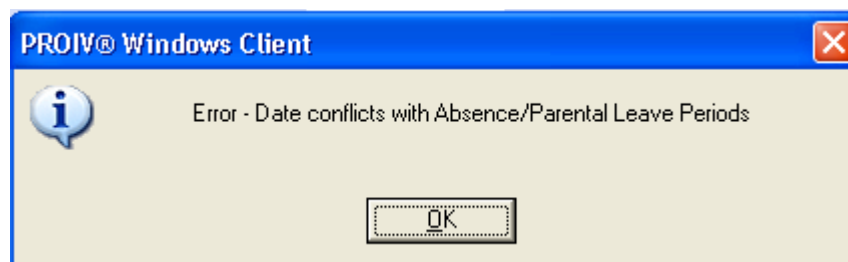 PROIV® Windows Client
Error - Date conflicts with Absence/Parental Leave Periods
OK